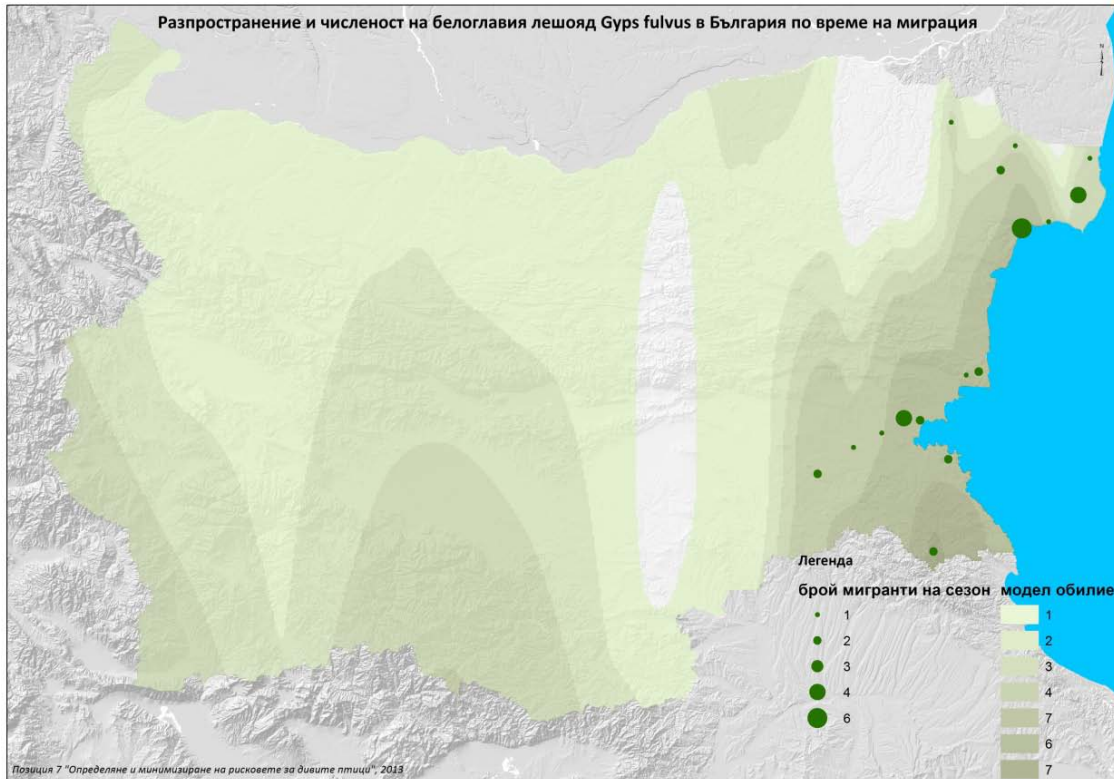 Разпространение и численост на белоглавия лешояд Gyps fulvus в България по време на миграция
Легенда
брой мигранти на сезон
1
2
3
4
6
модел обилие
1
2
3
4
7
6
7
Позиция 7 "Определяне и минимизиране на рисковете за дивите птици", 2013